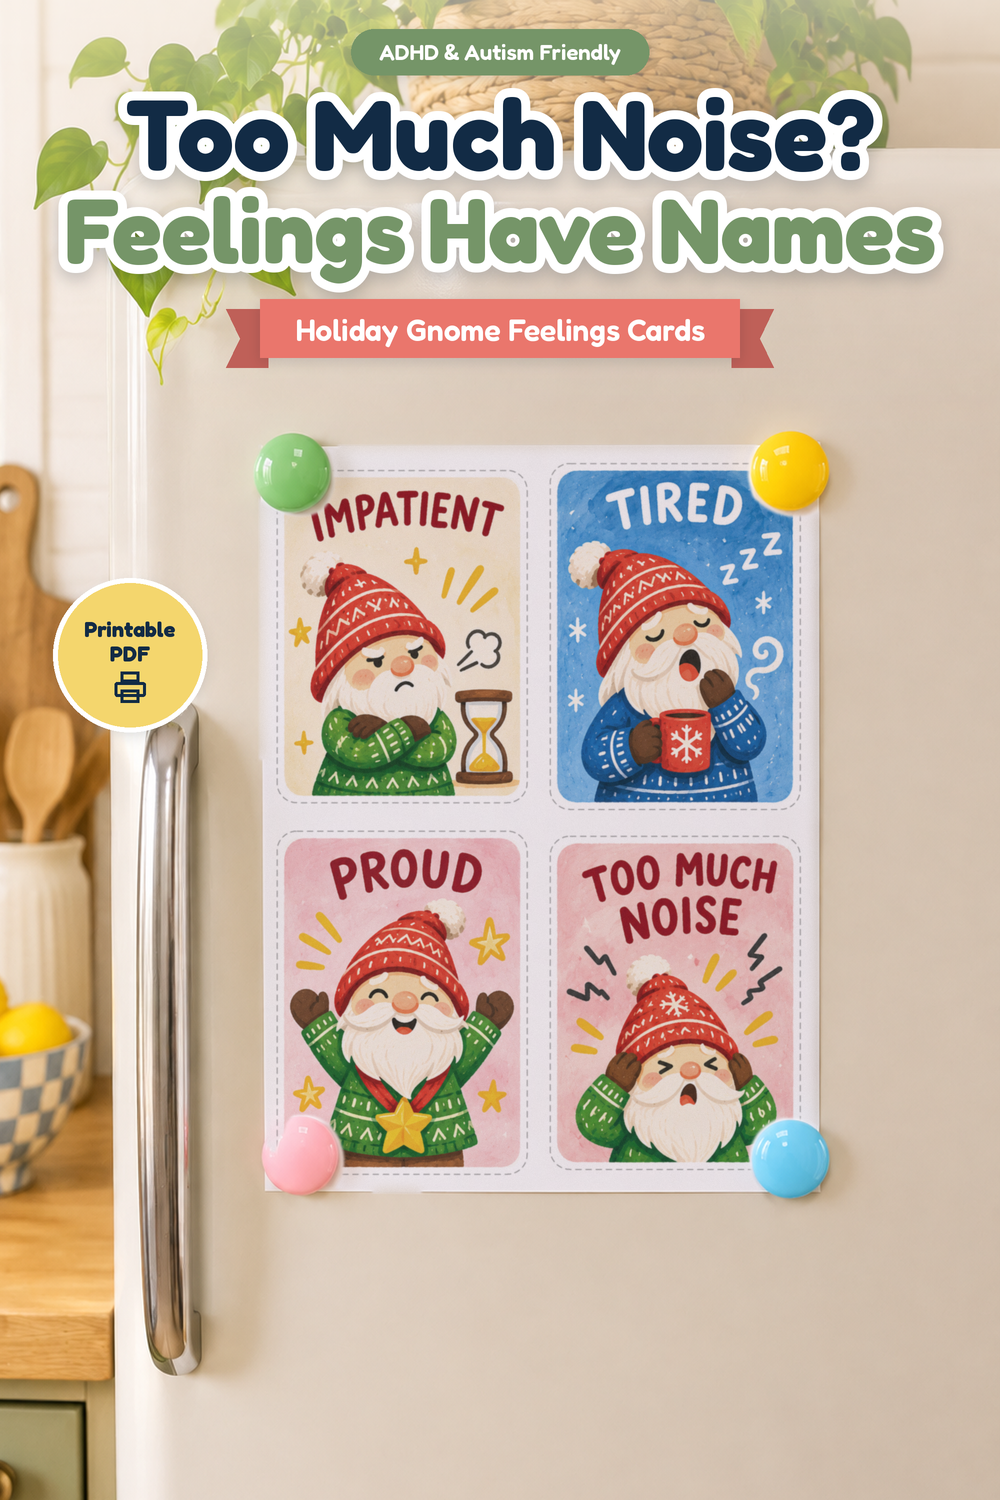 ADHD & Autism Friendly
Too Much Noise?
Feelings Have Names
Holiday Gnome Feelings Cards
IMPATIENT
TIRED
z z z
Printable
PDF
PROUD
TOO MUCH
NOISE